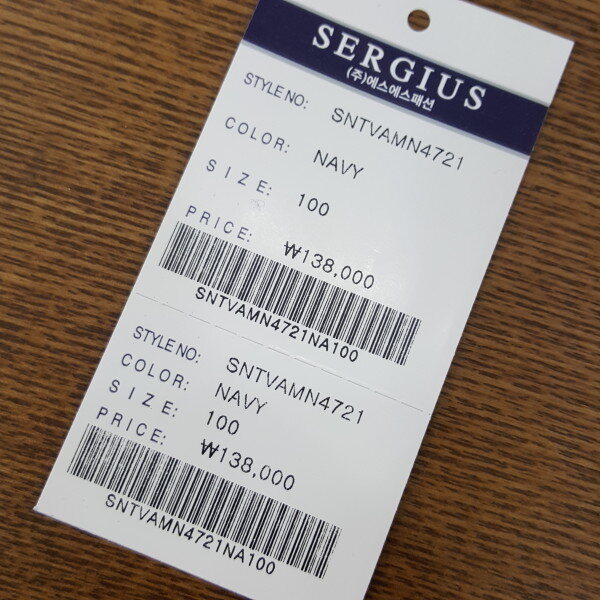 SERGIUS
(주)에스에스패션
STYLE NO: SNTVAMN4721
COLOR: NAVY
SIZE: 100
PRICE: ₩138,000
SNTVAMN4721NA100
STYLE NO: SNTVAMN4721
COLOR: NAVY
SIZE: 100
PRICE: ₩138,000
SNTVAMN4721NA100